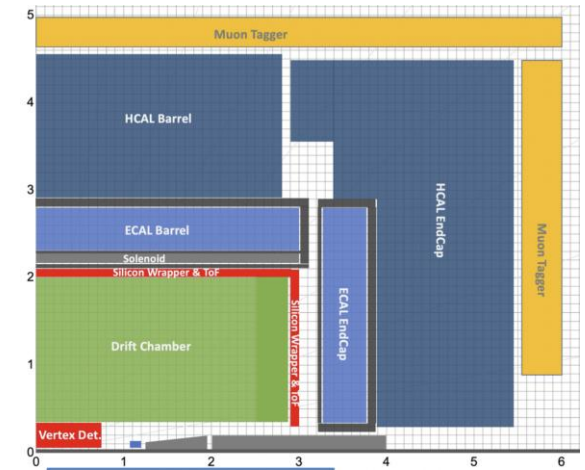 5
Muon Tagger
4
HCAL Barrel
3
HCAL EndCap
ECAL Barrel
Muon Tagger
Solenoid
Silicon Wrapper & ToF
2
ECAL EndCap
Silicon Wrapper & ToF
Drift Chamber
1
Vertex Det.
0
1
2
3
4
5
6